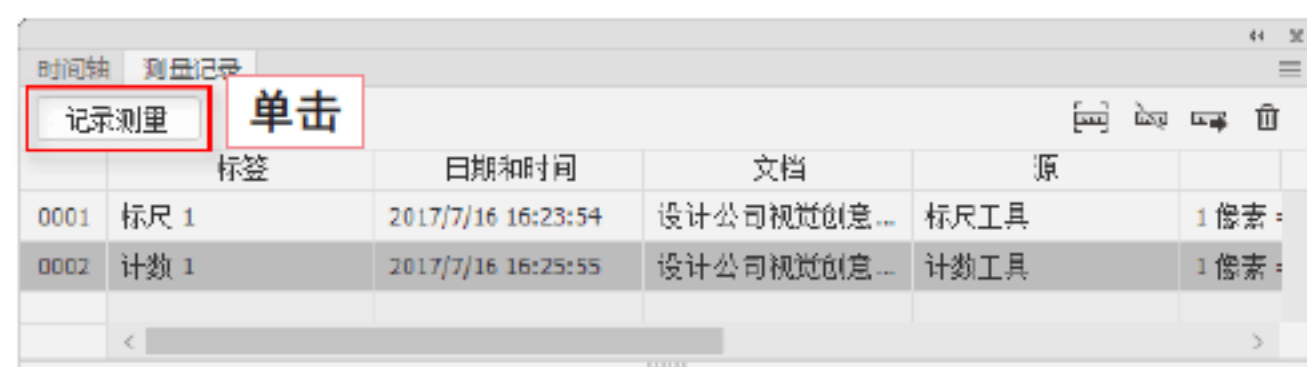 时间轴 测量记录
记录测量 单击
标签 日期和时间 文档 源
0001 标尺 1 2017/7/16 16:23:54 设计公司视觉创意... 标尺工具 1 像素 =
0002 计数 1 2017/7/16 16:25:55 设计公司视觉创意... 计数工具 1 像素 =